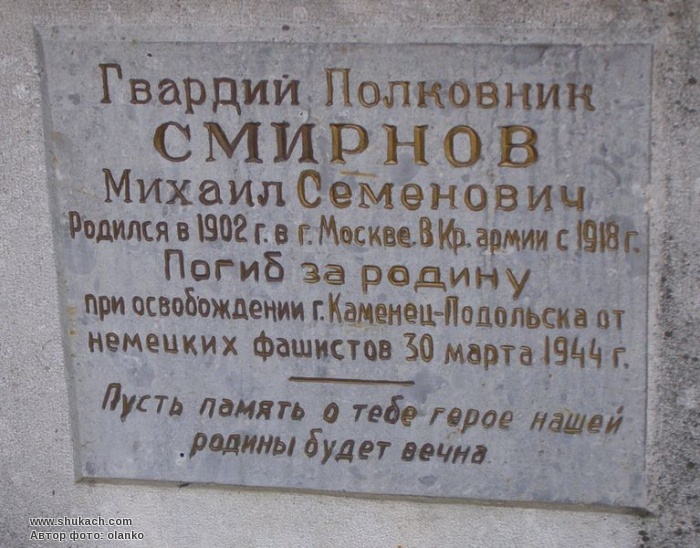 Гвардий Полковник
СМИРНОВ
Михаил Семенович
Родился в 1902 г. в г. Москве. В Кр. армии с 1918 г.
Погиб за родину
при освобождении г. Каменец-Подольска от
немецких фашистов 30 марта 1944 г.
Пусть память о тебе герое нашей
родины будет вечна
www.shukach.com
Автор фото: olanko